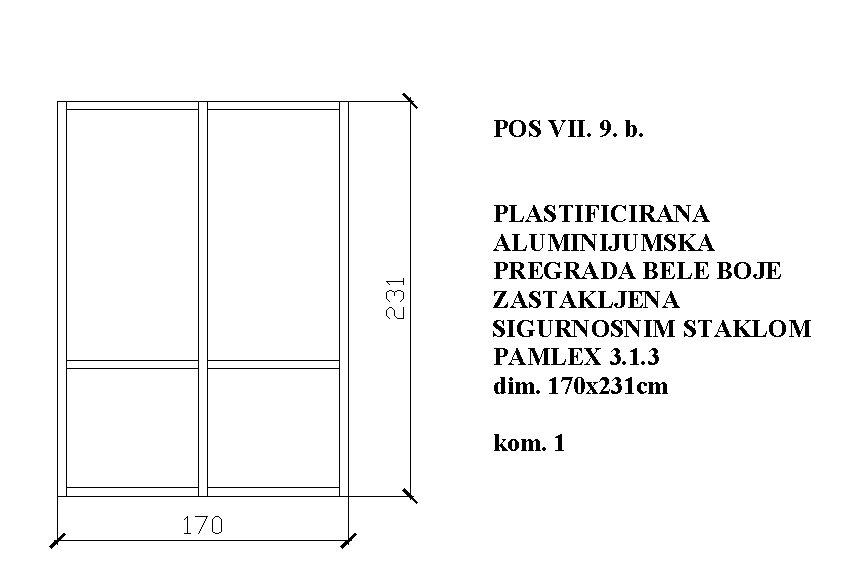 POS VII. 9. b.
PLASTIFICIRANA
ALUMINIJUMSKA
PREGRADA BELE BOJE
ZASTAKLJENA
SIGURNOSNIM STAKLOM
PAMLEX 3.1.3
dim. 170x231cm
kom. 1
231
170